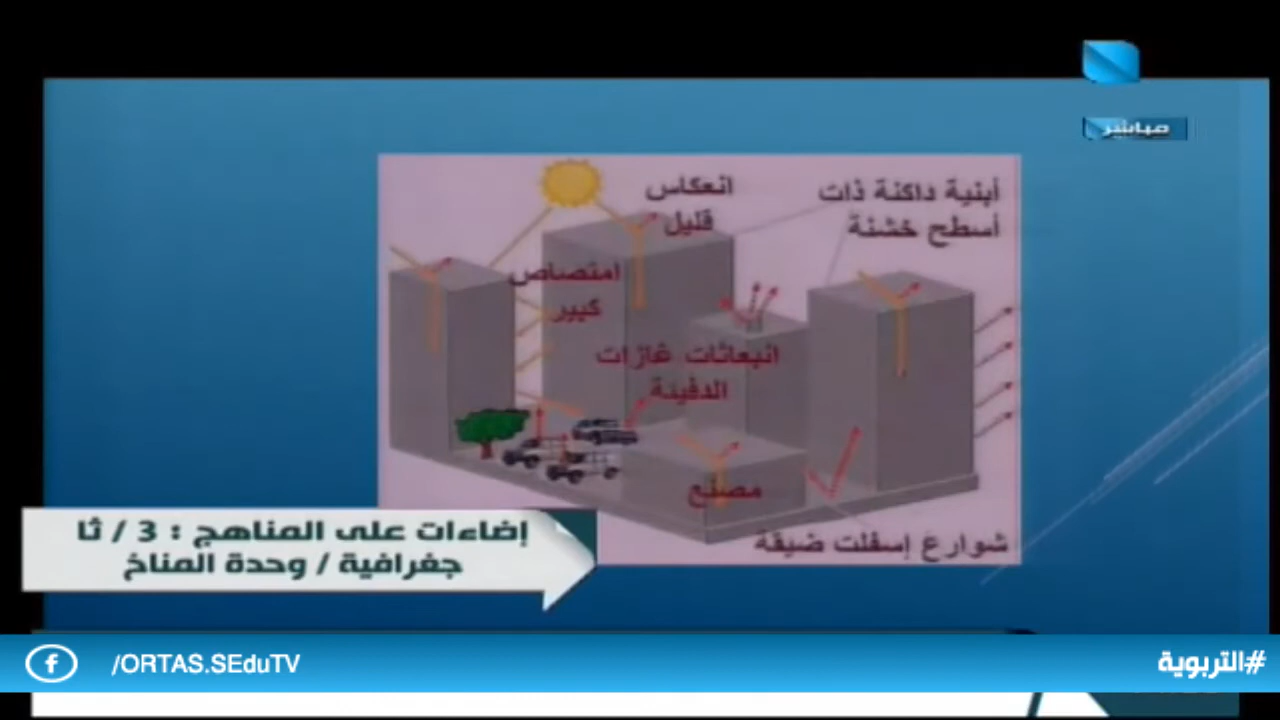 مباشر
أبنية داكنة ذات
أسطح خشنة
انعكاس
قليل
امتصاص
كبير
انبعاثات غازات
الدفيئة
مصنع
شوارع إسفلت ضيقة
إضاءات على المناهج : 3 / ثا
جغرافية / وحدة المناخ
/ORTAS.SEduTV
#التربوية